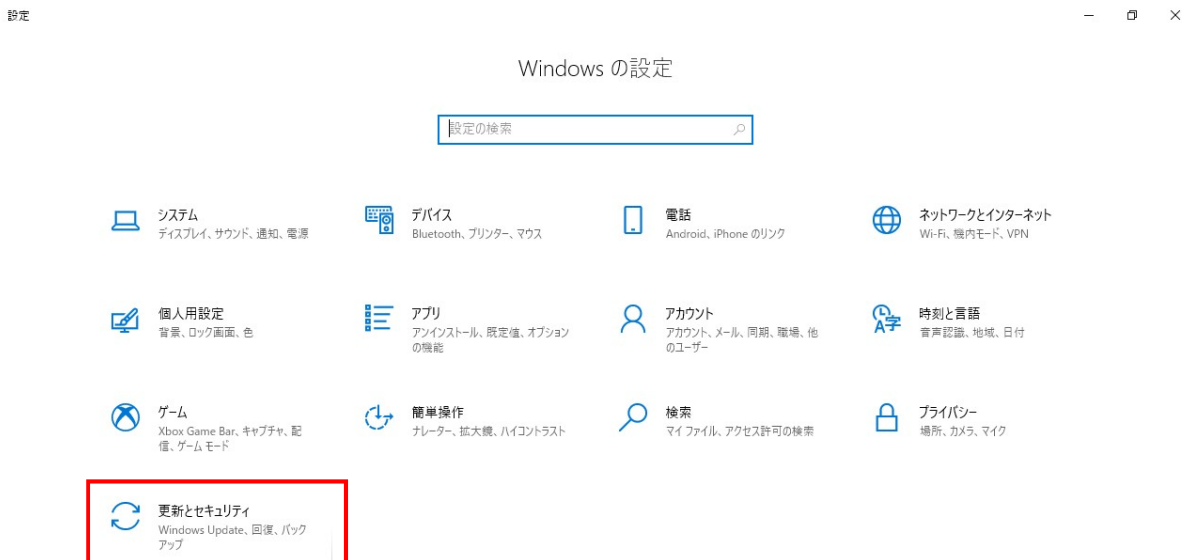 設定
Windows の設定
設定の検索
システム
ディスプレイ、サウンド、通知、電源
デバイス
Bluetooth、プリンター、マウス
電話
Android、iPhone のリンク
ネットワークとインターネット
Wi-Fi、機内モード、VPN
個人用設定
背景、ロック画面、色
アプリ
アンインストール、既定値、オプション
の機能
アカウント
アカウント、メール、同期、職場、他
のユーザー
時刻と言語
音声認識、地域、日付
ゲーム
Xbox Game Bar、キャプチャ、配
信、ゲーム モード
簡単操作
ナレーター、拡大鏡、ハイコントラスト
検索
マイ ファイル、アクセス許可の検索
プライバシー
場所、カメラ、マイク
更新とセキュリティ
Windows Update、回復、バック
アップ